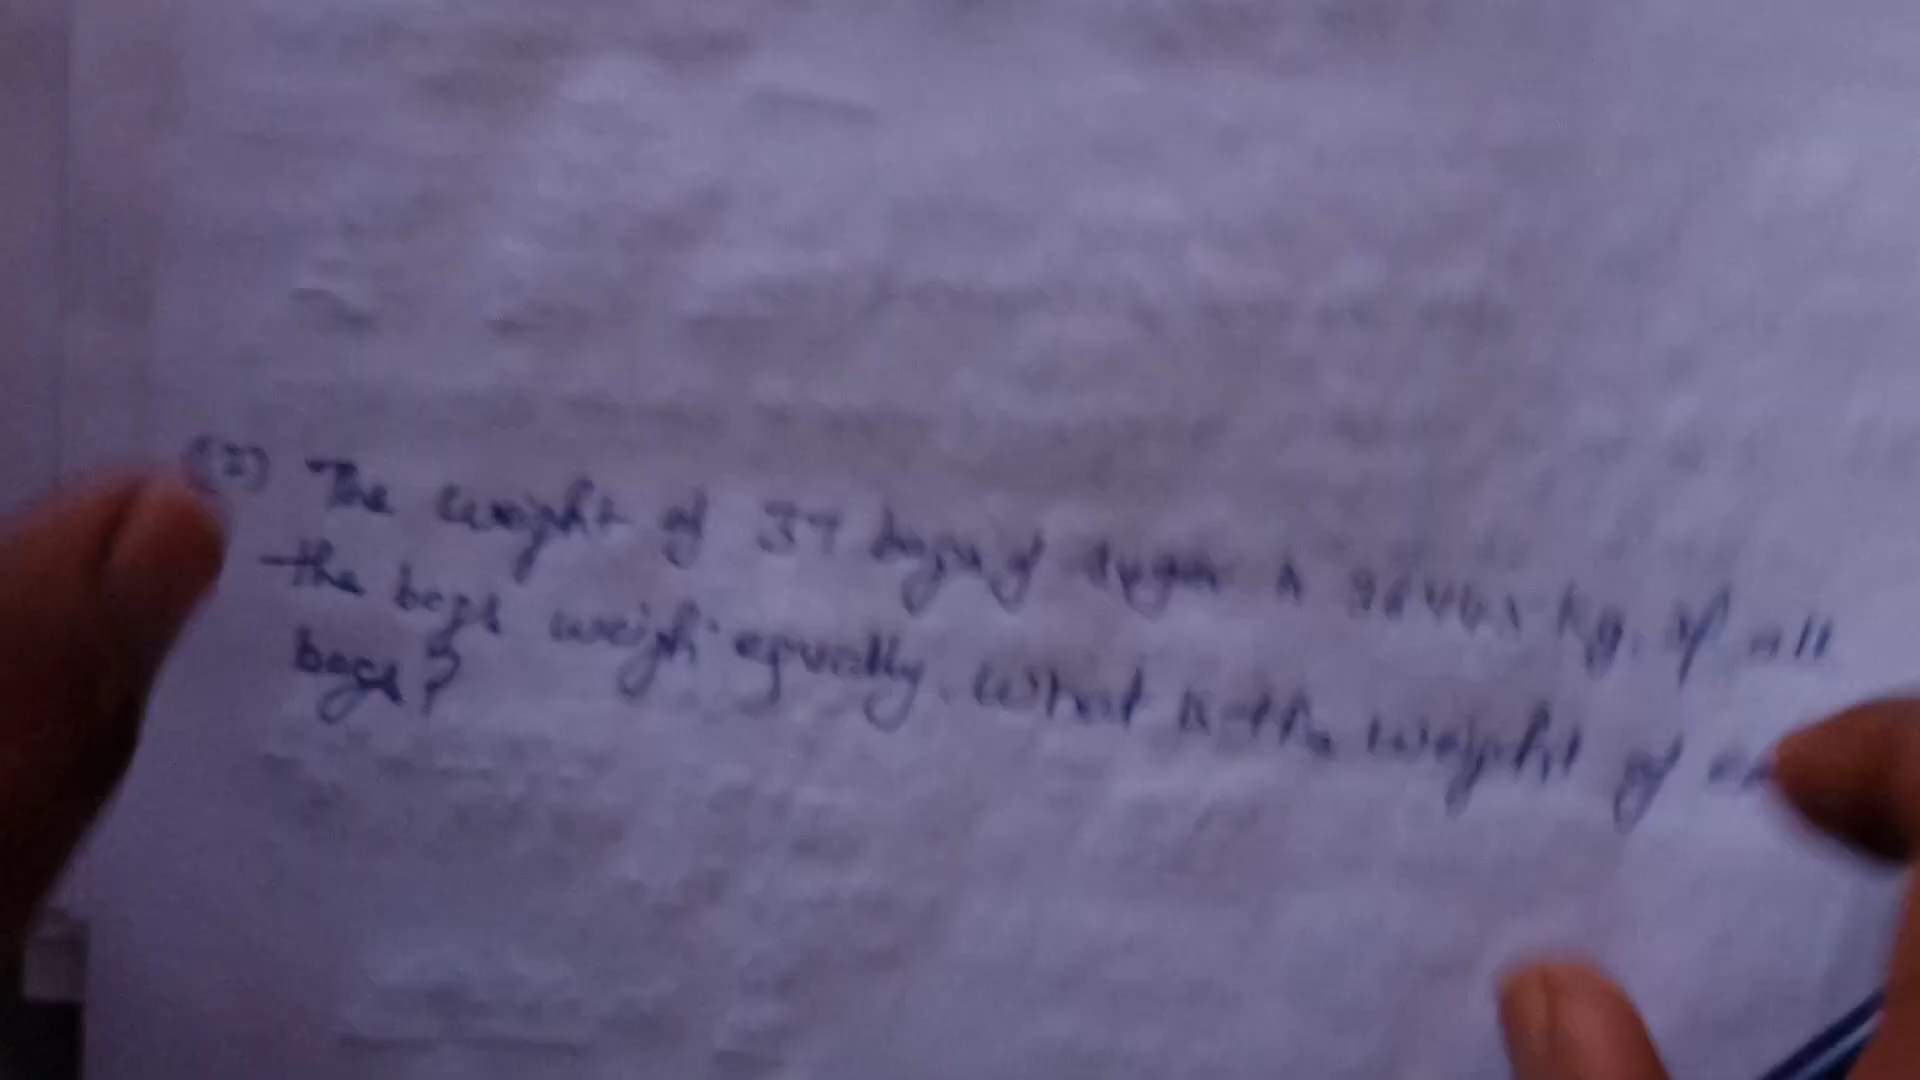 The weight of 37 bags of sugar is kg. If all
the bags weigh equally. What is the weight of
bags?